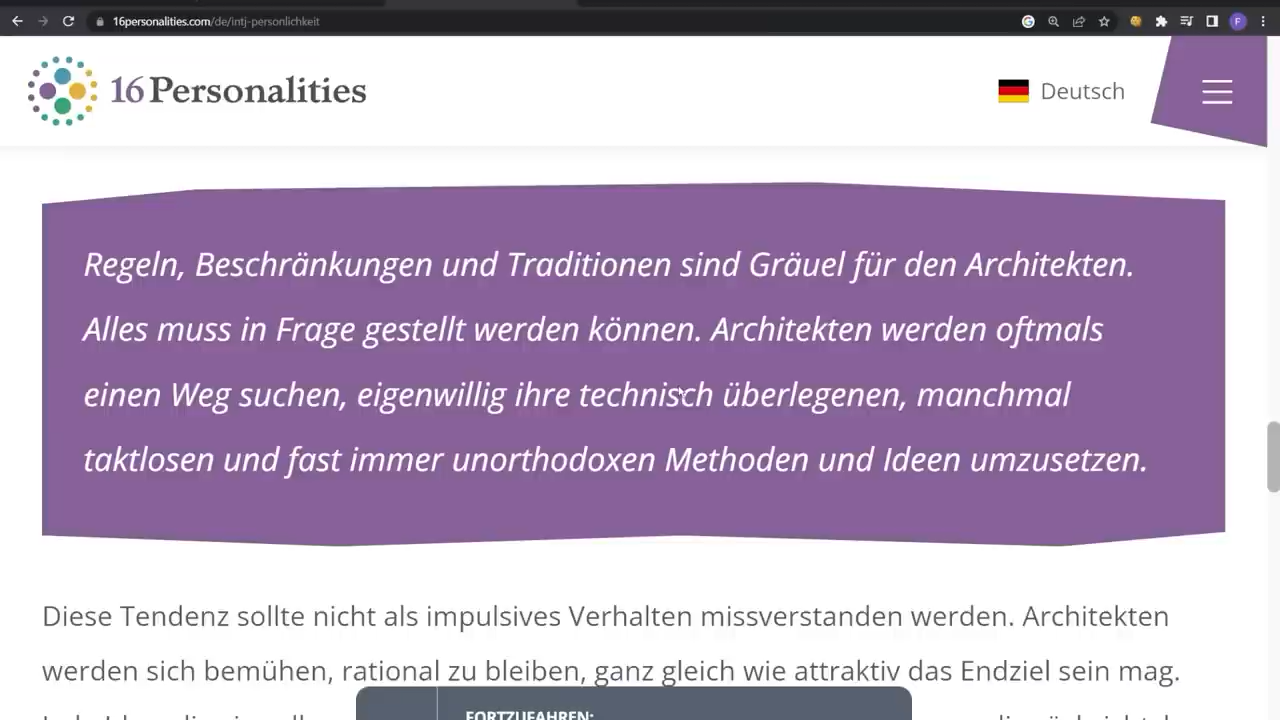 16personalities.com/de/intj-personlichkeit
F
16Personalities
Deutsch
Regeln, Beschränkungen und Traditionen sind Gräuel für den Architekten.
Alles muss in Frage gestellt werden können. Architekten werden oftmals
einen Weg suchen, eigenwillig ihre technisch überlegenen, manchmal
taktlosen und fast immer unorthodoxen Methoden und Ideen umzusetzen.
Diese Tendenz sollte nicht als impulsives Verhalten missverstanden werden. Architekten
werden sich bemühen, rational zu bleiben, ganz gleich wie attraktiv das Endziel sein mag.
FORTZUFAHREN: